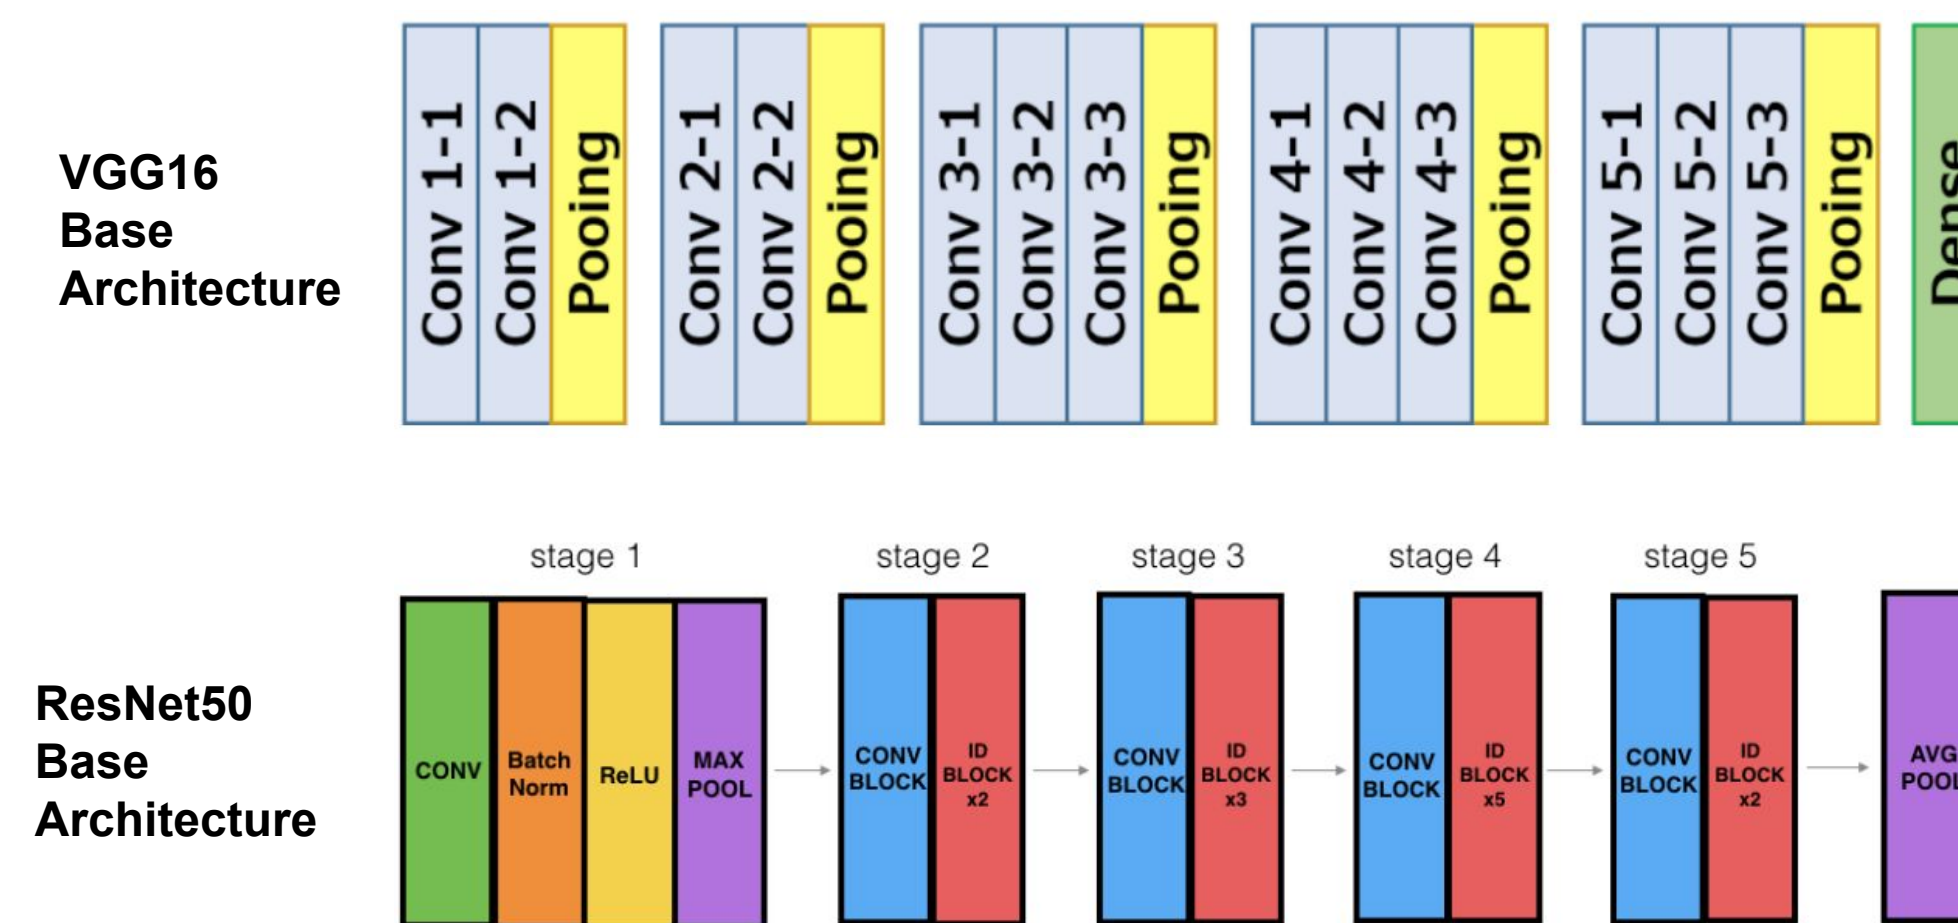 VGG16
Base
Architecture
Conv 1-1
Conv 1-2
Pooing
Conv 2-1
Conv 2-2
Pooing
Conv 3-1
Conv 3-2
Conv 3-3
Pooing
Conv 4-1
Conv 4-2
Conv 4-3
Pooing
Conv 5-1
Conv 5-2
Conv 5-3
Pooing
Dense
ResNet50
Base
Architecture
stage 1
CONV
Batch
Norm
ReLU
MAX
POOL
stage 2
CONV
BLOCK
ID
BLOCK
x2
stage 3
CONV
BLOCK
ID
BLOCK
x3
stage 4
CONV
BLOCK
ID
BLOCK
x5
stage 5
CONV
BLOCK
ID
BLOCK
x2
AVG
POOL